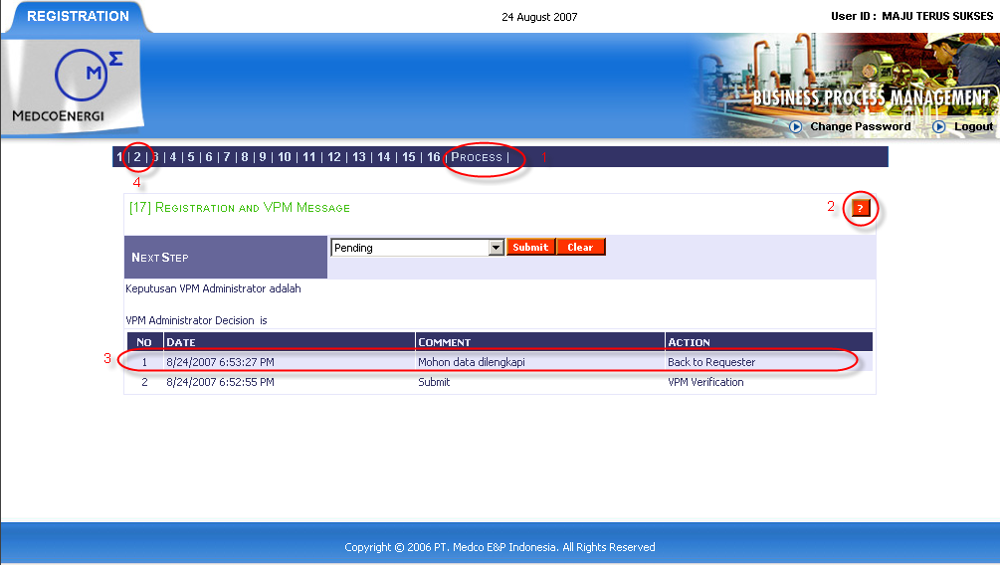 REGISTRATION
24 August 2007
User ID : MAJU TERUS SUKSES
M Σ
MEDCOENERGI
BUSINESS PROCESS MANAGEMENT
Change Password Logout
1 | 2 | 3 | 4 | 5 | 6 | 7 | 8 | 9 | 10 | 11 | 12 | 13 | 14 | 15 | 16 | PROCESS | 1
4
[17] REGISTRATION AND VPM MESSAGE 2 ?
NEXT STEP Pending Submit Clear
Keputusan VPM Administrator adalah
VPM Administrator Decision is
NO DATE COMMENT ACTION
3 1 8/24/2007 6:53:27 PM Mohon data dilengkapi Back to Requester
2 8/24/2007 6:52:55 PM Submit VPM Verification
Copyright © 2006 PT. Medco E&P Indonesia. All Rights Reserved